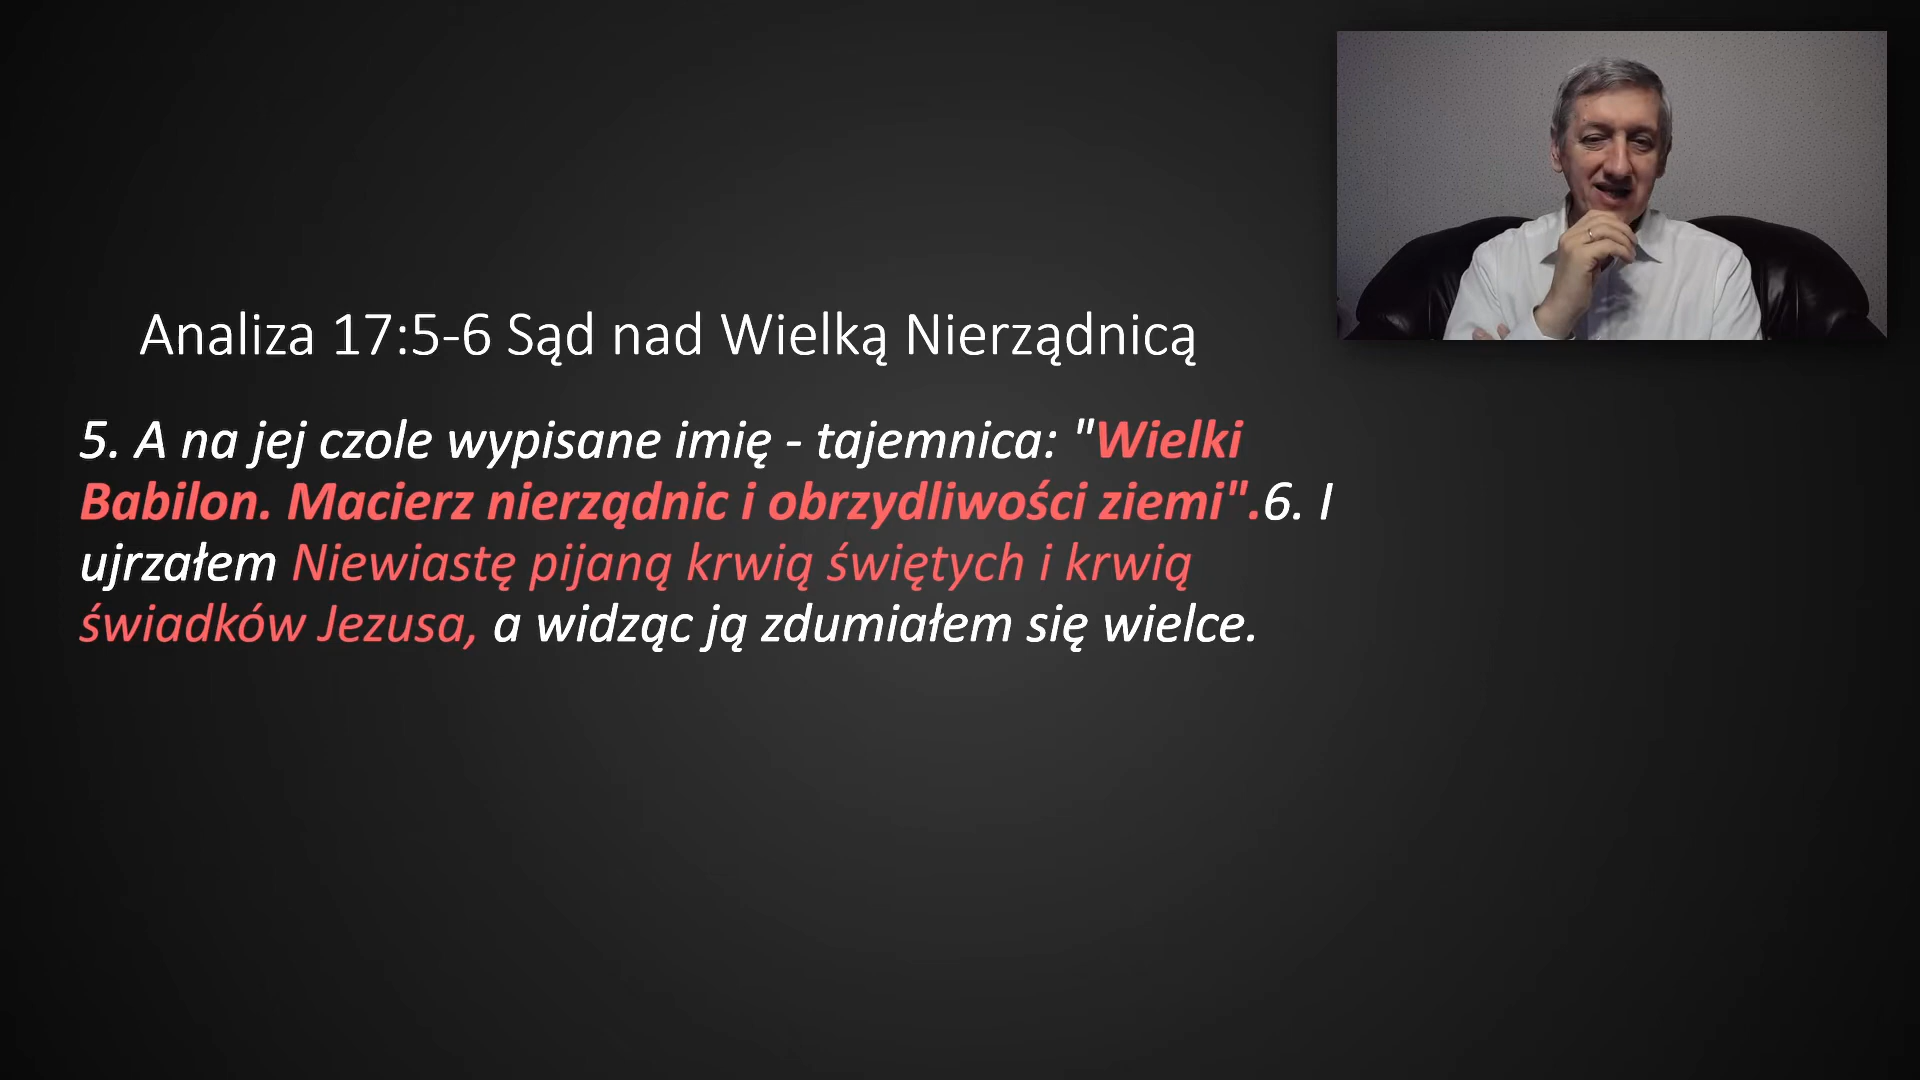 Analiza 17:5-6 Sąd nad Wielką Nierządnicą
5. A na jej czole wypisane imię - tajemnica: "Wielki
Babilon. Macierz nierządnic i obrzydliwości ziemi".6. I
ujrzałem Niewiastę pijaną krwią świętych i krwią
świadków Jezusa, a widząc ją zdumiałem się wielce.